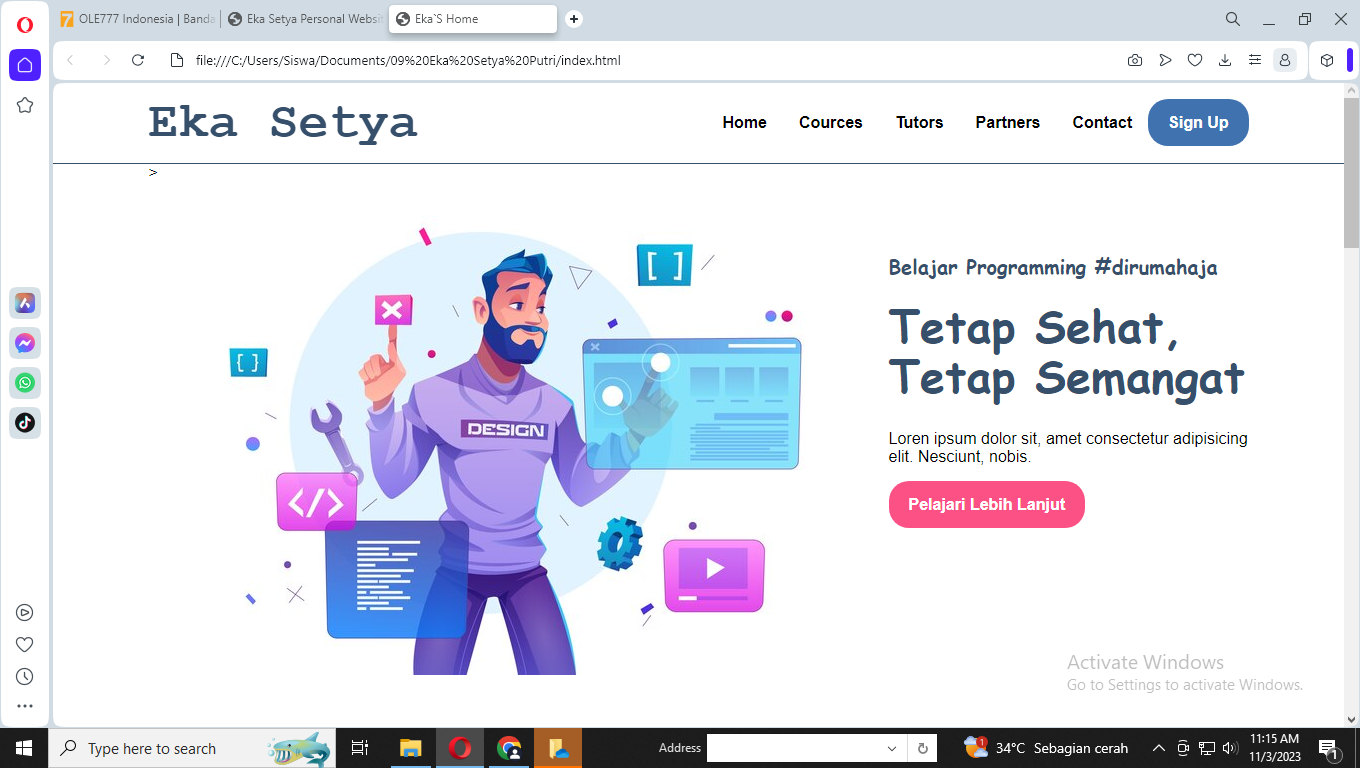 OLE777 Indonesia | Banda
Eka Setya Personal Websit
Eka`S Home
file:///C:/Users/Siswa/Documents/09%20Eka%20Setya%20Putri/index.html
Eka Setya
Home
Cources
Tutors
Partners
Contact
Sign Up
>
[ ]
{ }
DESIGN
</>
Belajar Programming #dirumahaja
Tetap Sehat,
Tetap Semangat
Loren ipsum dolor sit, amet consectetur adipisicing
elit. Nesciunt, nobis.
Pelajari Lebih Lanjut
Activate Windows
Go to Settings to activate Windows.
Type here to search
Address
1
34°C Sebagian cerah
11:15 AM
11/3/2023
1